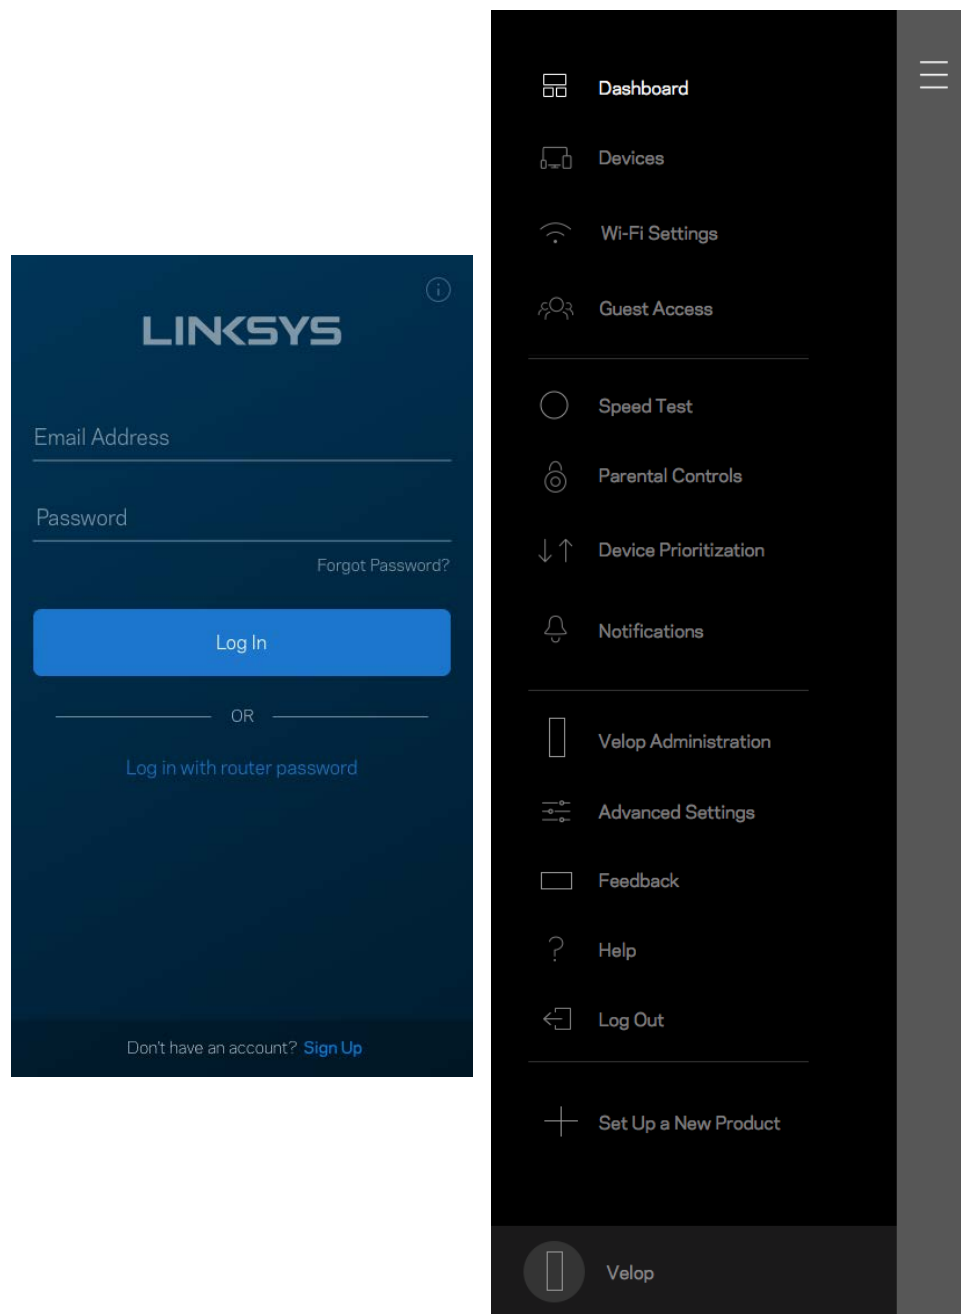 LINKSYS
Email Address
Password
Forgot Password?
Log In
OR
Log in with router password
Don't have an account? Sign Up
Dashboard
Devices
Wi-Fi Settings
Guest Access
Speed Test
Parental Controls
Device Prioritization
Notifications
Velop Administration
Advanced Settings
Feedback
Help
Log Out
Set Up a New Product
Velop